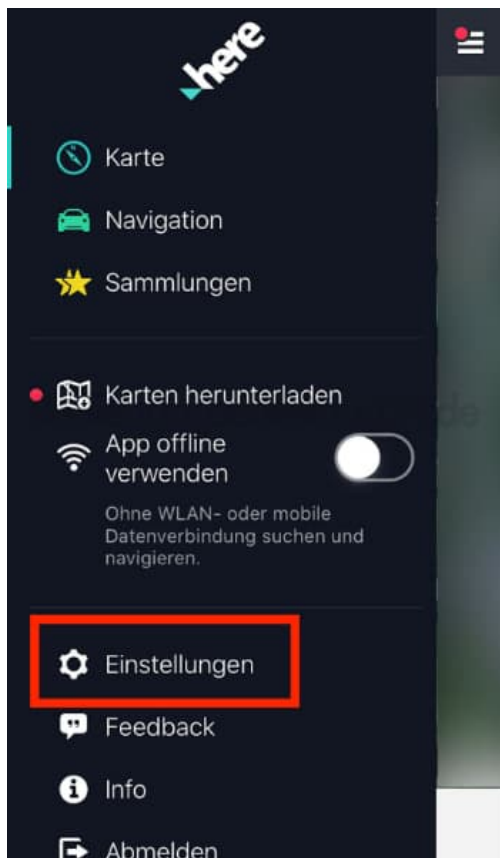 here
Karte
Navigation
Sammlungen
Karten herunterladen
App offline
verwenden
Ohne WLAN- oder mobile
Datenverbindung suchen und
navigieren.
Einstellungen
Feedback
Info
Abmelden
de